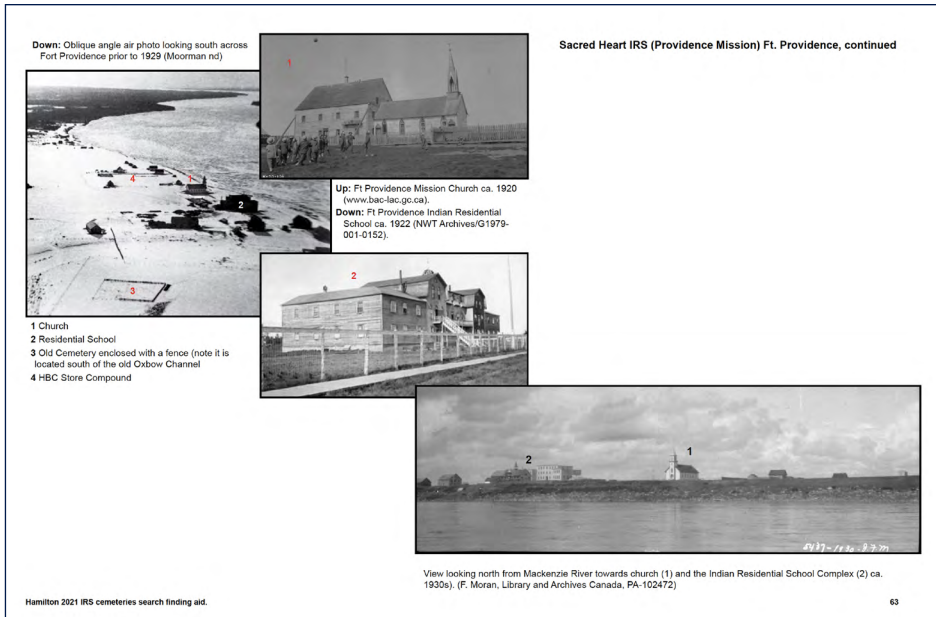 Sacred Heart IRS (Providence Mission) Ft. Providence, continued
Down: Oblique angle air photo looking south across
Fort Providence prior to 1929 (Moorman nd)
1
4
1
2
3
Up: Ft Providence Mission Church ca. 1920
(www.bac-lac.gc.ca).
Down: Ft Providence Indian Residential
School ca. 1922 (NWT Archives/G1979-
001-0152).
2
1 Church
2 Residential School
3 Old Cemetery enclosed with a fence (note it is
located south of the old Oxbow Channel
4 HBC Store Compound
2
1
View looking north from Mackenzie River towards church (1) and the Indian Residential School Complex (2) ca.
1930s). (F. Moran, Library and Archives Canada, PA-102472)
Hamilton 2021 IRS cemeteries search finding aid.
63